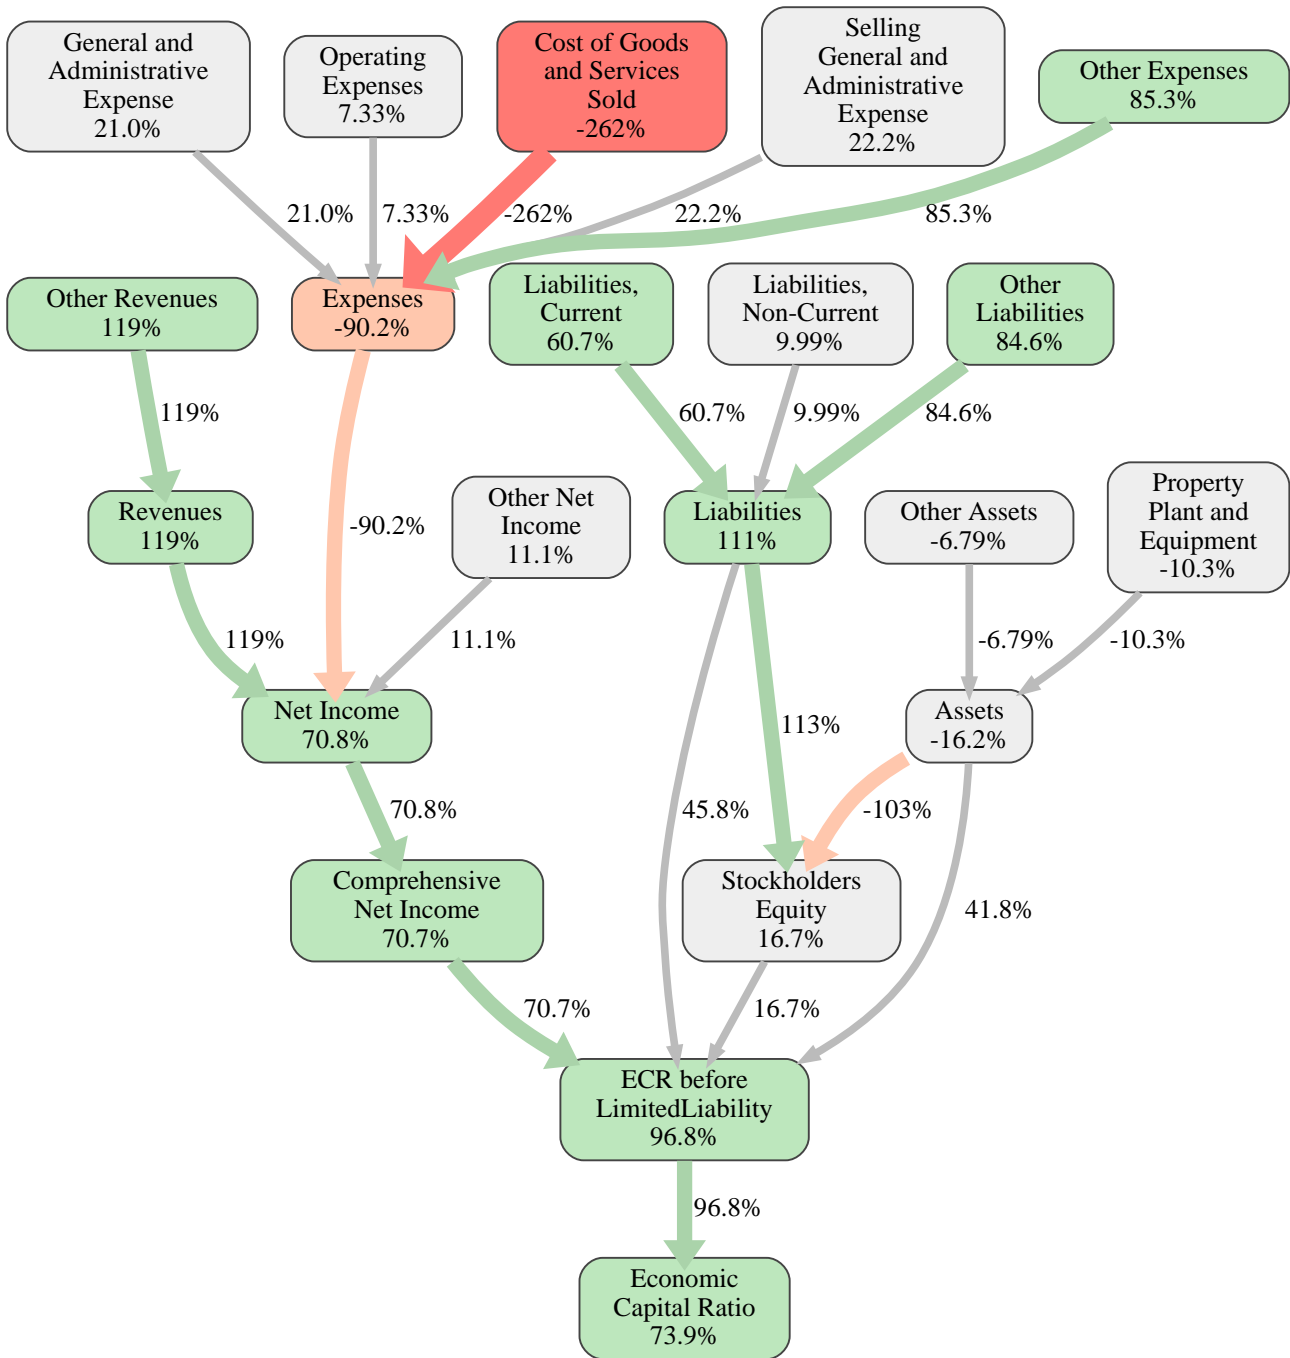 General and
Administrative
Expense
21.0%
Operating
Expenses
7.33%
Cost of Goods
and Services
Sold
-262%
Selling
General and
Administrative
Expense
22.2%
Other Expenses
85.3%
21.0%
7.33%
-262%
22.2%
85.3%
Other Revenues
119%
Expenses
-90.2%
Liabilities,
Current
60.7%
Liabilities,
Non-Current
9.99%
Other
Liabilities
84.6%
119%
60.7%
9.99%
84.6%
Revenues
119%
-90.2%
Other Net
Income
11.1%
Liabilities
111%
Other Assets
-6.79%
Property
Plant and
Equipment
-10.3%
119%
11.1%
-6.79%
-10.3%
Net Income
70.8%
113%
Assets
-16.2%
70.8%
45.8%
-103%
Comprehensive
Net Income
70.7%
Stockholders
Equity
16.7%
41.8%
70.7%
16.7%
ECR before
LimitedLiability
96.8%
96.8%
Economic
Capital Ratio
73.9%